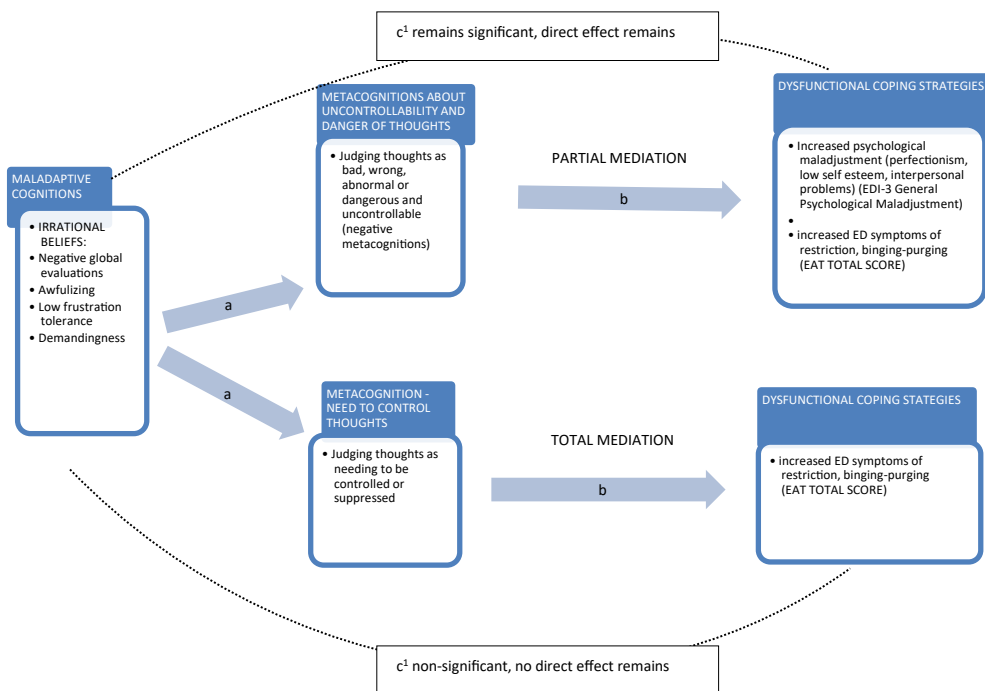 c¹ remains significant, direct effect remains
METACOGNITIONS ABOUT
UNCONTROLLABILITY AND
DANGER OF THOUGHTS
• Judging thoughts as
bad, wrong,
abnormal or
dangerous and
uncontrollable
(negative
metacognitions)
PARTIAL MEDIATION
b
DYSFUNCTIONAL COPING STRATEGIES
• Increased psychological
maladjustment (perfectionism,
low self esteem, interpersonal
problems) (EDI-3 General
Psychological Maladjustment)
•
• increased ED symptoms of
restriction, binging-purging
(EAT TOTAL SCORE)
MALADAPTIVE
COGNITIONS
• IRRATIONAL
BELIEFS:
• Negative global
evaluations
• Awfulizing
• Low frustration
tolerance
• Demandingness
a
a
METACOGNITION -
NEED TO CONTROL
THOUGHTS
• Judging thoughts as
needing to be
controlled or
suppressed
TOTAL MEDIATION
b
DYSFUNCTIONAL COPING STATEGIES
• increased ED symptoms of
restriction, binging-purging
(EAT TOTAL SCORE)
c¹ non-significant, no direct effect remains